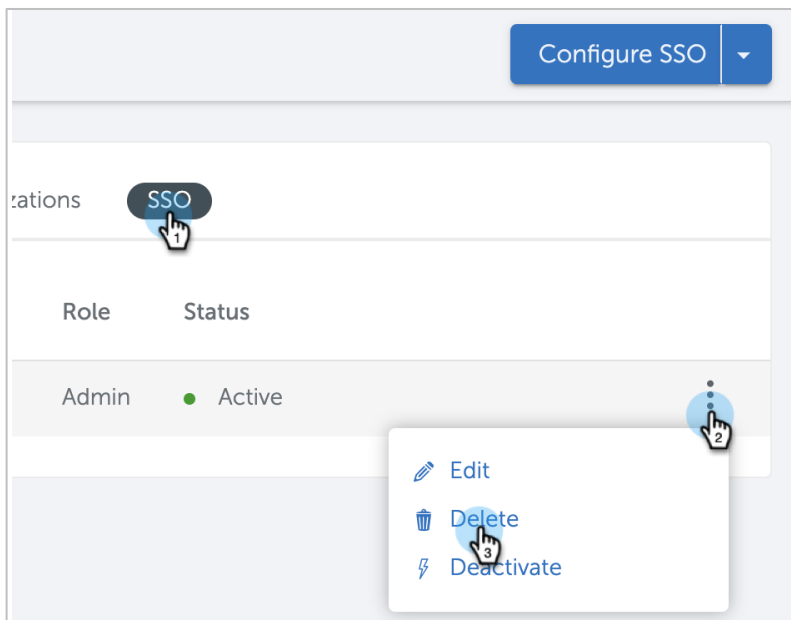 Configure SSO
zations
SSO
1
Role Status
Admin Active
2
Edit
Delete
3
Deactivate